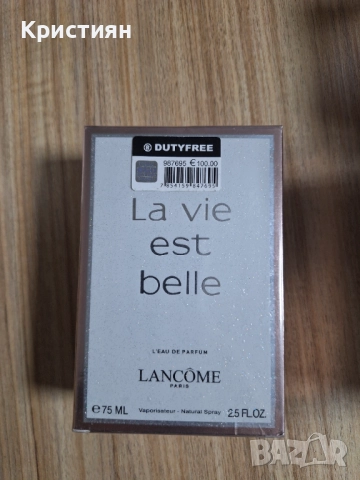 Кристиян
B DUTYFREE
987695 € 100.00
La vie
est
belle
L'EAU DE PARFUM
LANCÔME
PARIS
e 75 ML Vaporisateur - Natural Spray 2.5 FL.OZ.
BAZAR